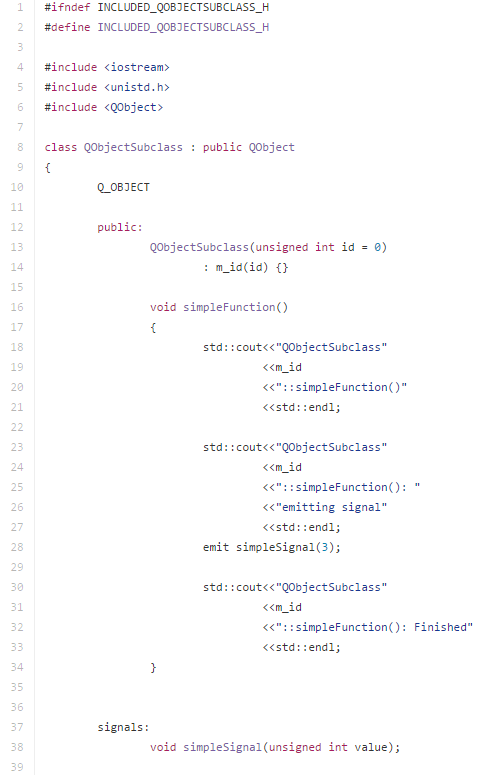 1 #ifndef INCLUDED_QOBJECTSUBCLASS_H
2 #define INCLUDED_QOBJECTSUBCLASS_H
3
4 #include <iostream>
5 #include <unistd.h>
6 #include <QObject>
7
8 class QObjectSubclass : public QObject
9 {
10         Q_OBJECT
11
12         public:
13                 QObjectSubclass(unsigned int id = 0)
14                         : m_id(id) {}
15
16                 void simpleFunction()
17                 {
18                         std::cout<<"QObjectSubclass"
19                                  <<m_id
20                                  <<"::simpleFunction()"
21                                  <<std::endl;
22
23                         std::cout<<"QObjectSubclass"
24                                  <<m_id
25                                  <<"::simpleFunction(): "
26                                  <<"emitting signal"
27                                  <<std::endl;
28                         emit simpleSignal(3);
29
30                         std::cout<<"QObjectSubclass"
31                                  <<m_id
32                                  <<"::simpleFunction(): Finished"
33                                  <<std::endl;
34                 }
35
36
37         signals:
38                 void simpleSignal(unsigned int value);
39